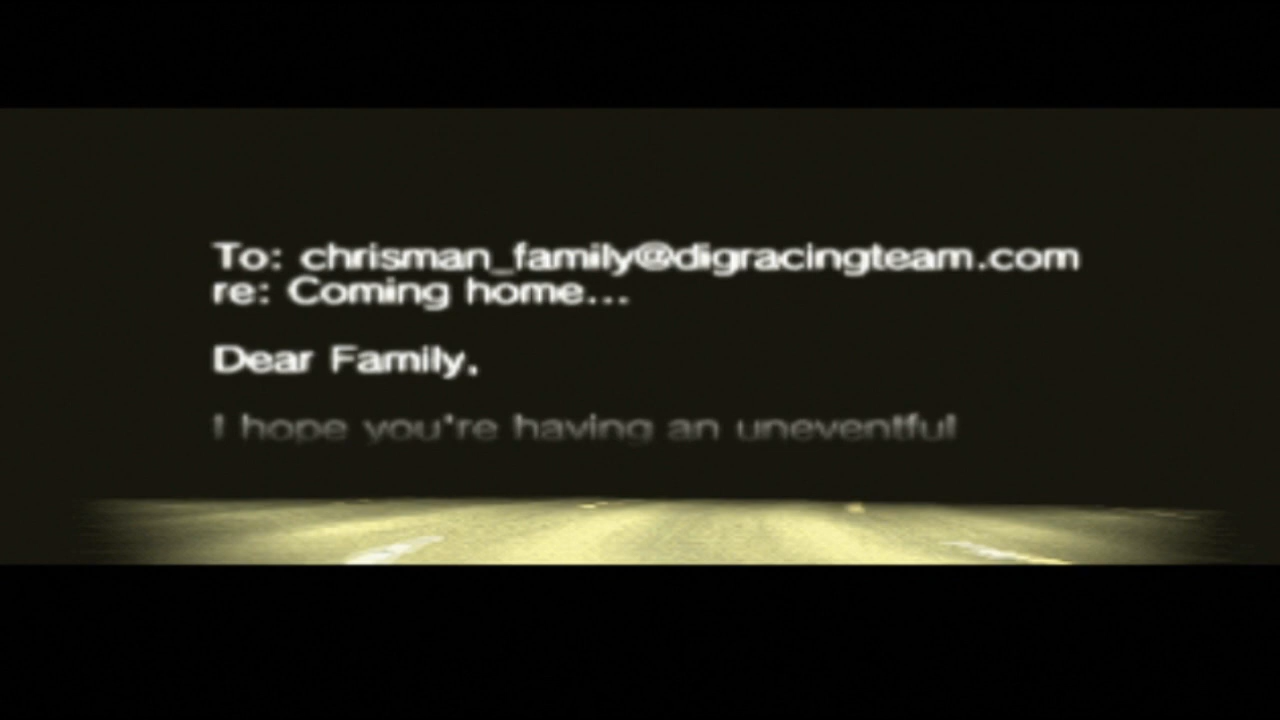 To: chrisman_family@digracingteam.com
re: Coming home...
Dear Family,
I hope you're having an uneventful